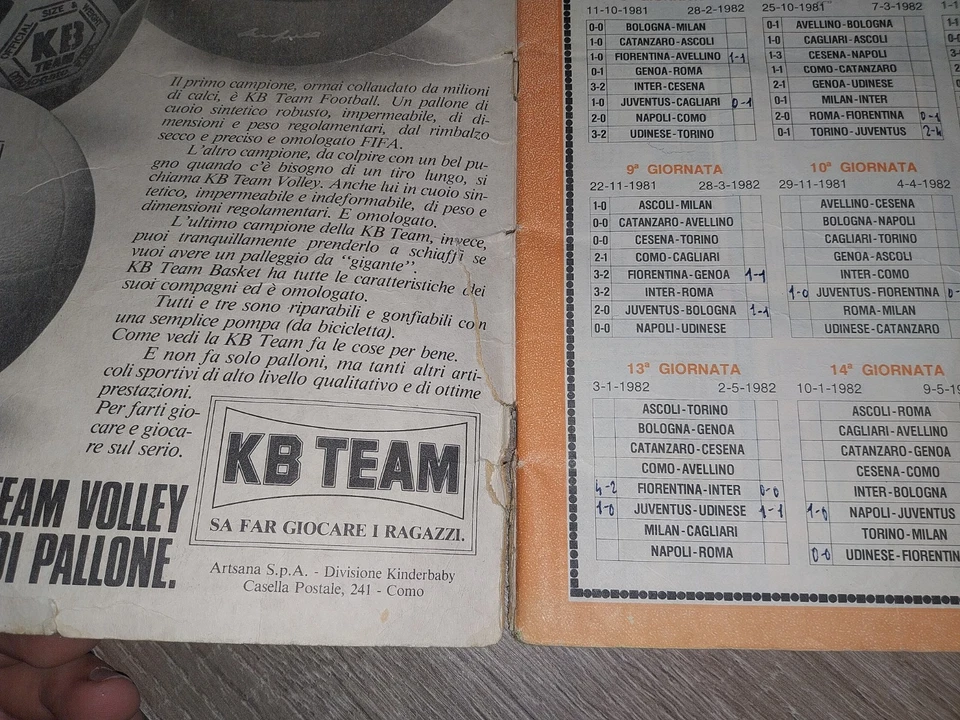 OFFICIAL SIZE & WEIGHT
KB
TEAM
Il primo campione, ormai collaudato da milioni
di calci, è KB Team Football. Un pallone di
cuoio sintetico robusto, impermeabile, di di-
mensioni e peso regolamentari, dal rimbalzo
secco e preciso e omologato FIFA.
L'altro campione, da colpire con un bel pu-
gno quando c'è bisogno di un tiro lungo, si
chiama KB Team Volley. Anche lui in cuoio sin-
tetico, impermeabile e indeformabile, di peso e
dimensioni regolamentari. E omologato.
L'ultimo campione della KB Team, invece,
puoi tranquillamente prenderlo a schiaffi se
vuoi avere un palleggio da "gigante".
KB Team Basket ha tutte le caratteristiche dei
suoi compagni ed è omologato.
Tutti e tre sono riparabili e gonfiabili con
una semplice pompa (da bicicletta).
Come vedi la KB Team fa le cose per bene.
E non fa solo palloni, ma tanti altri arti-
coli sportivi di alto livello qualitativo e di ottime
prestazioni.
Per farti gio-
care e gioca-
re sul serio.
KB TEAM
SA FAR GIOCARE I RAGAZZI.
TEAM VOLLEY
DI PALLONE.
Artsana S.p.A. - Divisione Kinderbaby
Casella Postale, 241 - Como
11-10-1981 28-2-1982
0-0 BOLOGNA-MILAN
1-0 CATANZARO-ASCOLI
1-0 FIORENTINA-AVELLINO 1-1
0-1 GENOA-ROMA
3-2 INTER-CESENA
1-0 JUVENTUS-CAGLIARI 0-1
2-0 NAPOLI-COMO
3-2 UDINESE-TORINO
25-10-1981 7-3-1982
0-1 AVELLINO-BOLOGNA
1-0 CAGLIARI-ASCOLI
1-3 CESENA-NAPOLI
1-1 COMO-CATANZARO
2-1 GENOA-UDINESE
0-1 MILAN-INTER
2-0 ROMA-FIORENTINA 0-1
0-1 TORINO-JUVENTUS 2-4
9ª GIORNATA
22-11-1981 28-3-1982
1-0 ASCOLI-MILAN
0-0 CATANZARO-AVELLINO
0-0 CESENA-TORINO
2-1 COMO-CAGLIARI
3-2 FIORENTINA-GENOA 1-1
3-2 INTER-ROMA
2-0 JUVENTUS-BOLOGNA 1-1
0-0 NAPOLI-UDINESE
10ª GIORNATA
29-11-1981 4-4-1982
AVELLINO-CESENA
BOLOGNA-NAPOLI
CAGLIARI-TORINO
GENOA-ASCOLI
INTER-COMO
1-0 JUVENTUS-FIORENTINA 0-
ROMA-MILAN
UDINESE-CATANZARO
13ª GIORNATA
3-1-1982 2-5-1982
ASCOLI-TORINO
BOLOGNA-GENOA
CATANZARO-CESENA
COMO-AVELLINO
4-2 FIORENTINA-INTER 0-0
1-0 JUVENTUS-UDINESE 1-1
MILAN-CAGLIARI
NAPOLI-ROMA
14ª GIORNATA
10-1-1982 9-5-19
ASCOLI-ROMA
CAGLIARI-AVELLINO
CATANZARO-GENOA
CESENA-COMO
INTER-BOLOGNA
1-0 NAPOLI-JUVENTUS
TORINO-MILAN
0-0 UDINESE-FIORENTIN